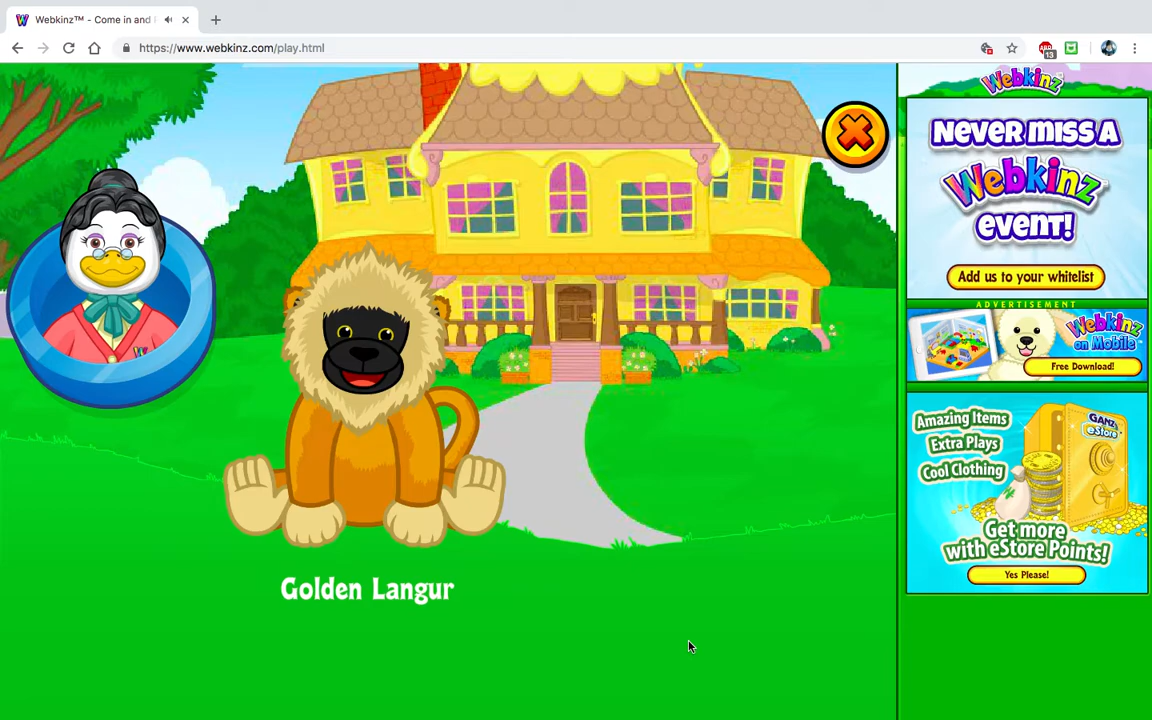 Webkinz™ - Come in and
https://www.webkinz.com/play.html
13
Webkinz
NEVER MISS A
Webkinz
EVENT!
Add us to your whitelist
ADVERTISEMENT
Webkinz
on Mobile™
Free Download!
Amazing Items
Extra Plays
Cool Clothing
GANZ
eStore
Get more
with eStore Points!
Yes Please!
Golden Langur